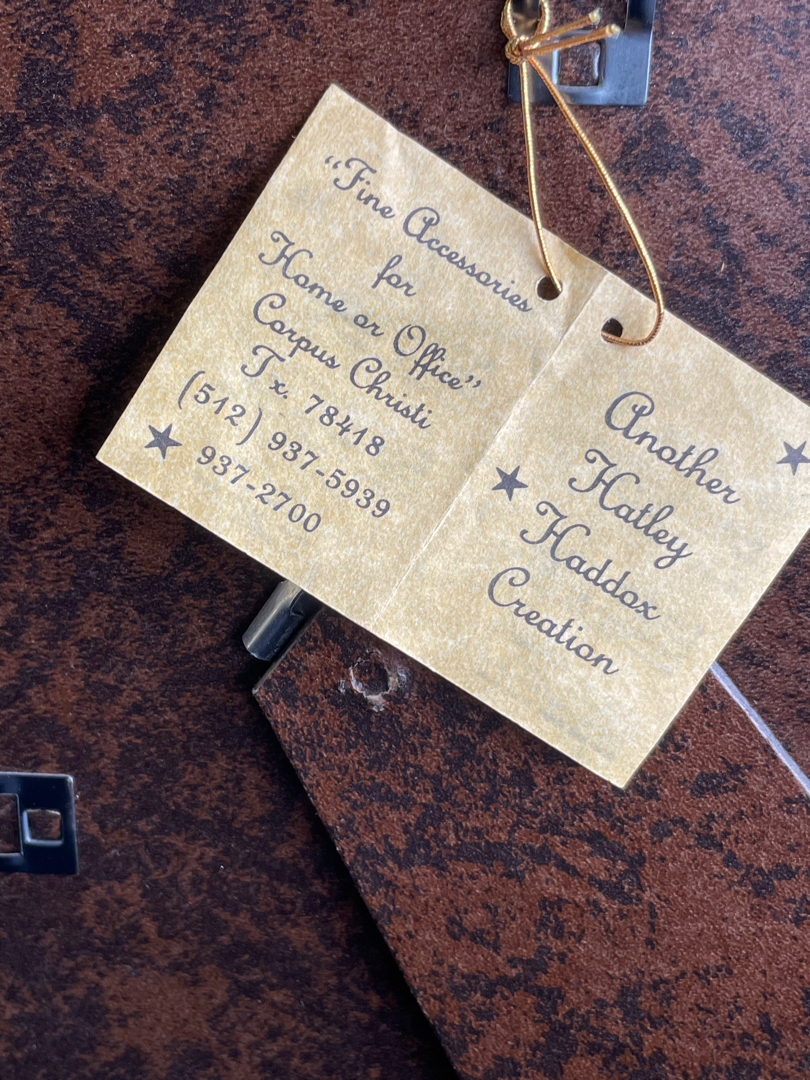 “Fine Accessories
for
Home or Office”
Corpus Christi
Tx. 78418
(512) 937-5939
★ 937-2700
Another ★
Hatley
★ Haddox
Creation